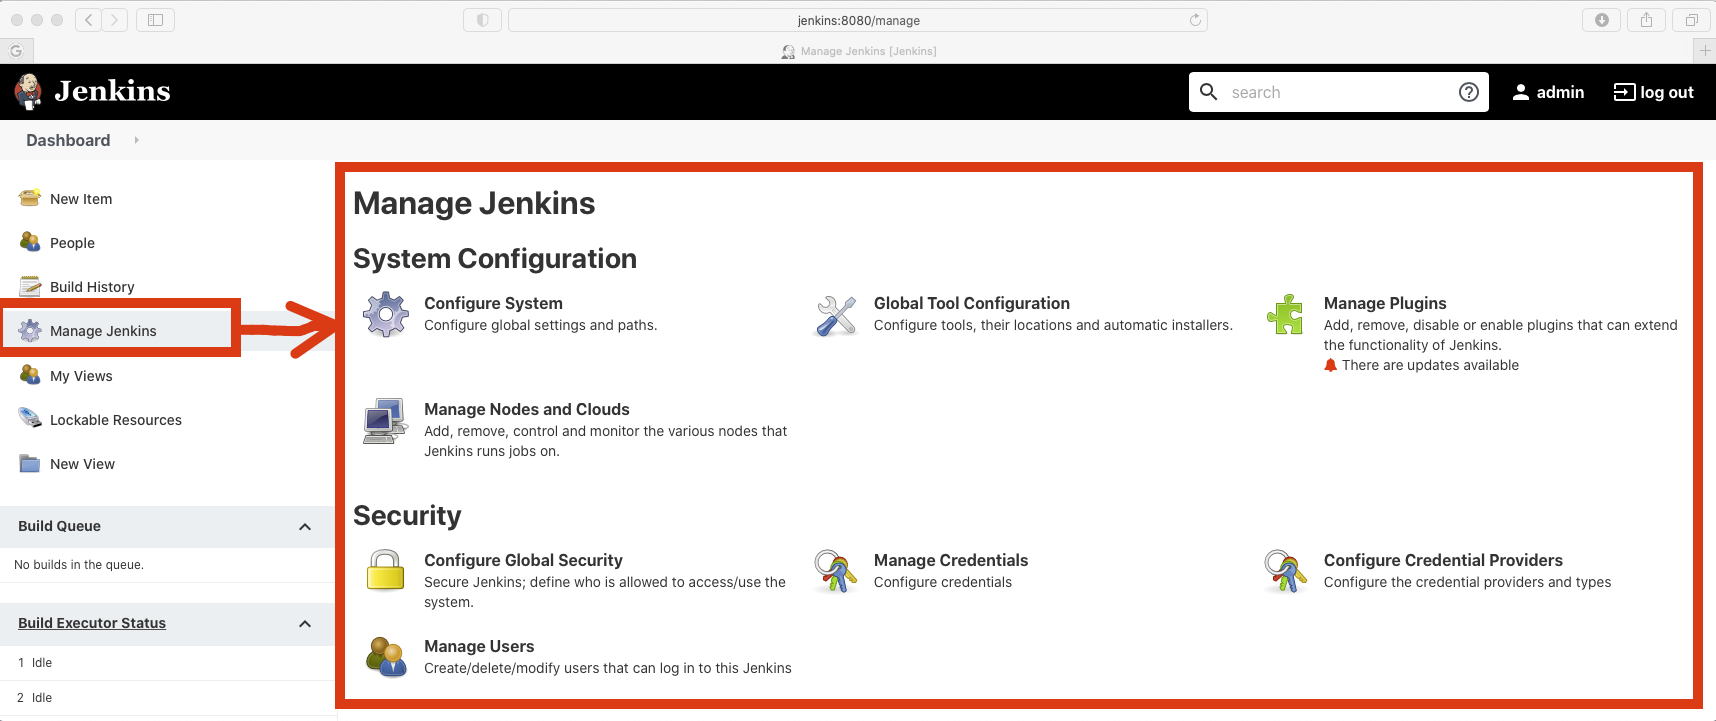 jenkins:8080/manage
G
Manage Jenkins [Jenkins]
Jenkins
search
admin
log out
Dashboard
New Item
People
Build History
Manage Jenkins
My Views
Lockable Resources
New View
Build Queue
No builds in the queue.
Build Executor Status
1 Idle
2 Idle
Manage Jenkins
System Configuration
Configure System
Configure global settings and paths.
Global Tool Configuration
Configure tools, their locations and automatic installers.
Manage Plugins
Add, remove, disable or enable plugins that can extend
the functionality of Jenkins.
There are updates available
Manage Nodes and Clouds
Add, remove, control and monitor the various nodes that
Jenkins runs jobs on.
Security
Configure Global Security
Secure Jenkins; define who is allowed to access/use the
system.
Manage Credentials
Configure credentials
Configure Credential Providers
Configure the credential providers and types
Manage Users
Create/delete/modify users that can log in to this Jenkins